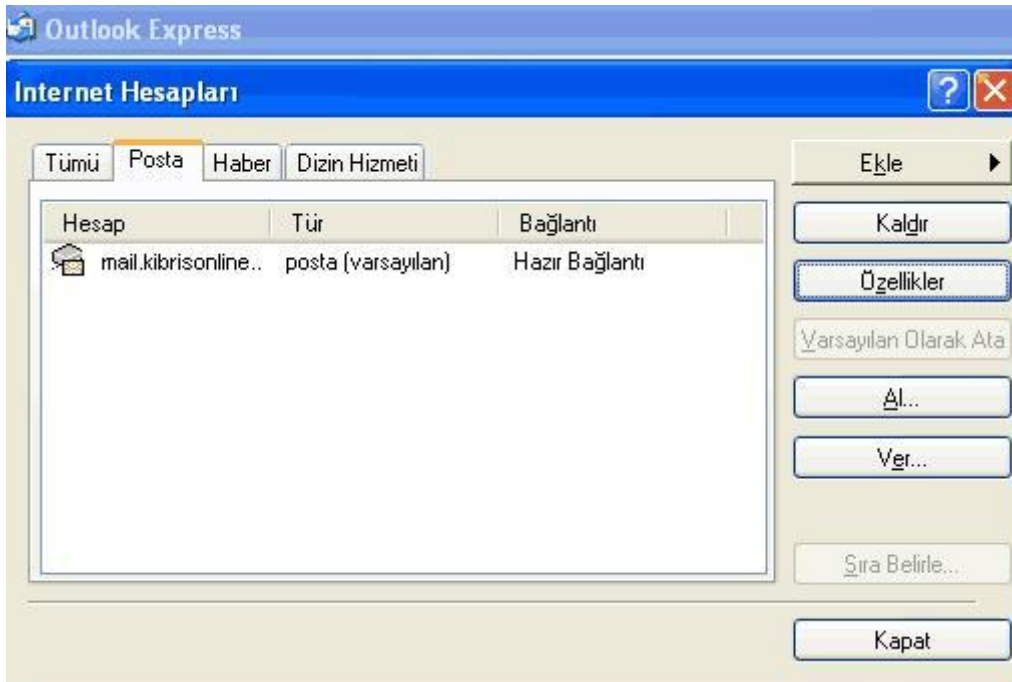 Outlook Express
Internet Hesapları
Tümü Posta Haber Dizin Hizmeti
Hesap Tür Bağlantı
mail.kibrisonline.. posta (varsayılan) Hazır Bağlantı
Ekle
Kaldır
Özellikler
Varsayılan Olarak Ata
Al...
Ver...
Sıra Belirle...
Kapat